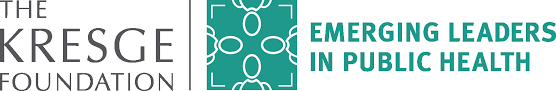 THE
KRESGE
FOUNDATION
EMERGING LEADERS
IN PUBLIC HEALTH